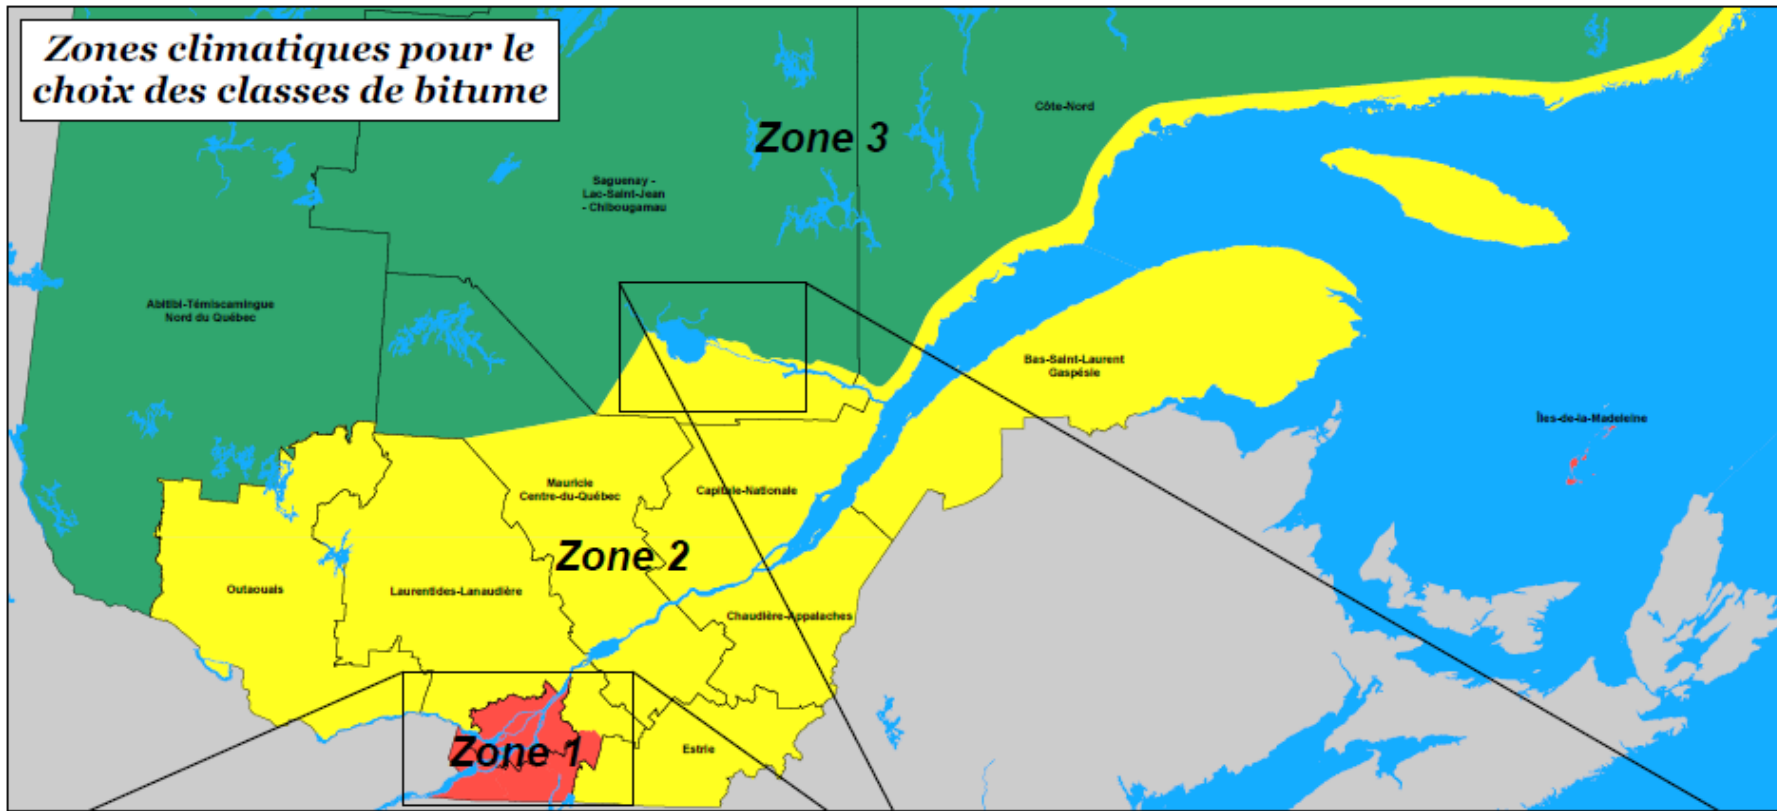 Zones climatiques pour le
choix des classes de bitume
Côte-Nord
Zone 3
Saguenay -
Lac-Saint-Jean
- Chibougamau
Abitibi-Témiscamingue
Nord du Québec
Bas-Saint-Laurent
Gaspésie
Îles-de-la-Madeleine
Mauricie
Centre-du-Québec
Capitale-Nationale
Zone 2
Outaouais
Laurentides-Lanaudière
Chaudière-Appalaches
Zone 1
Estrie